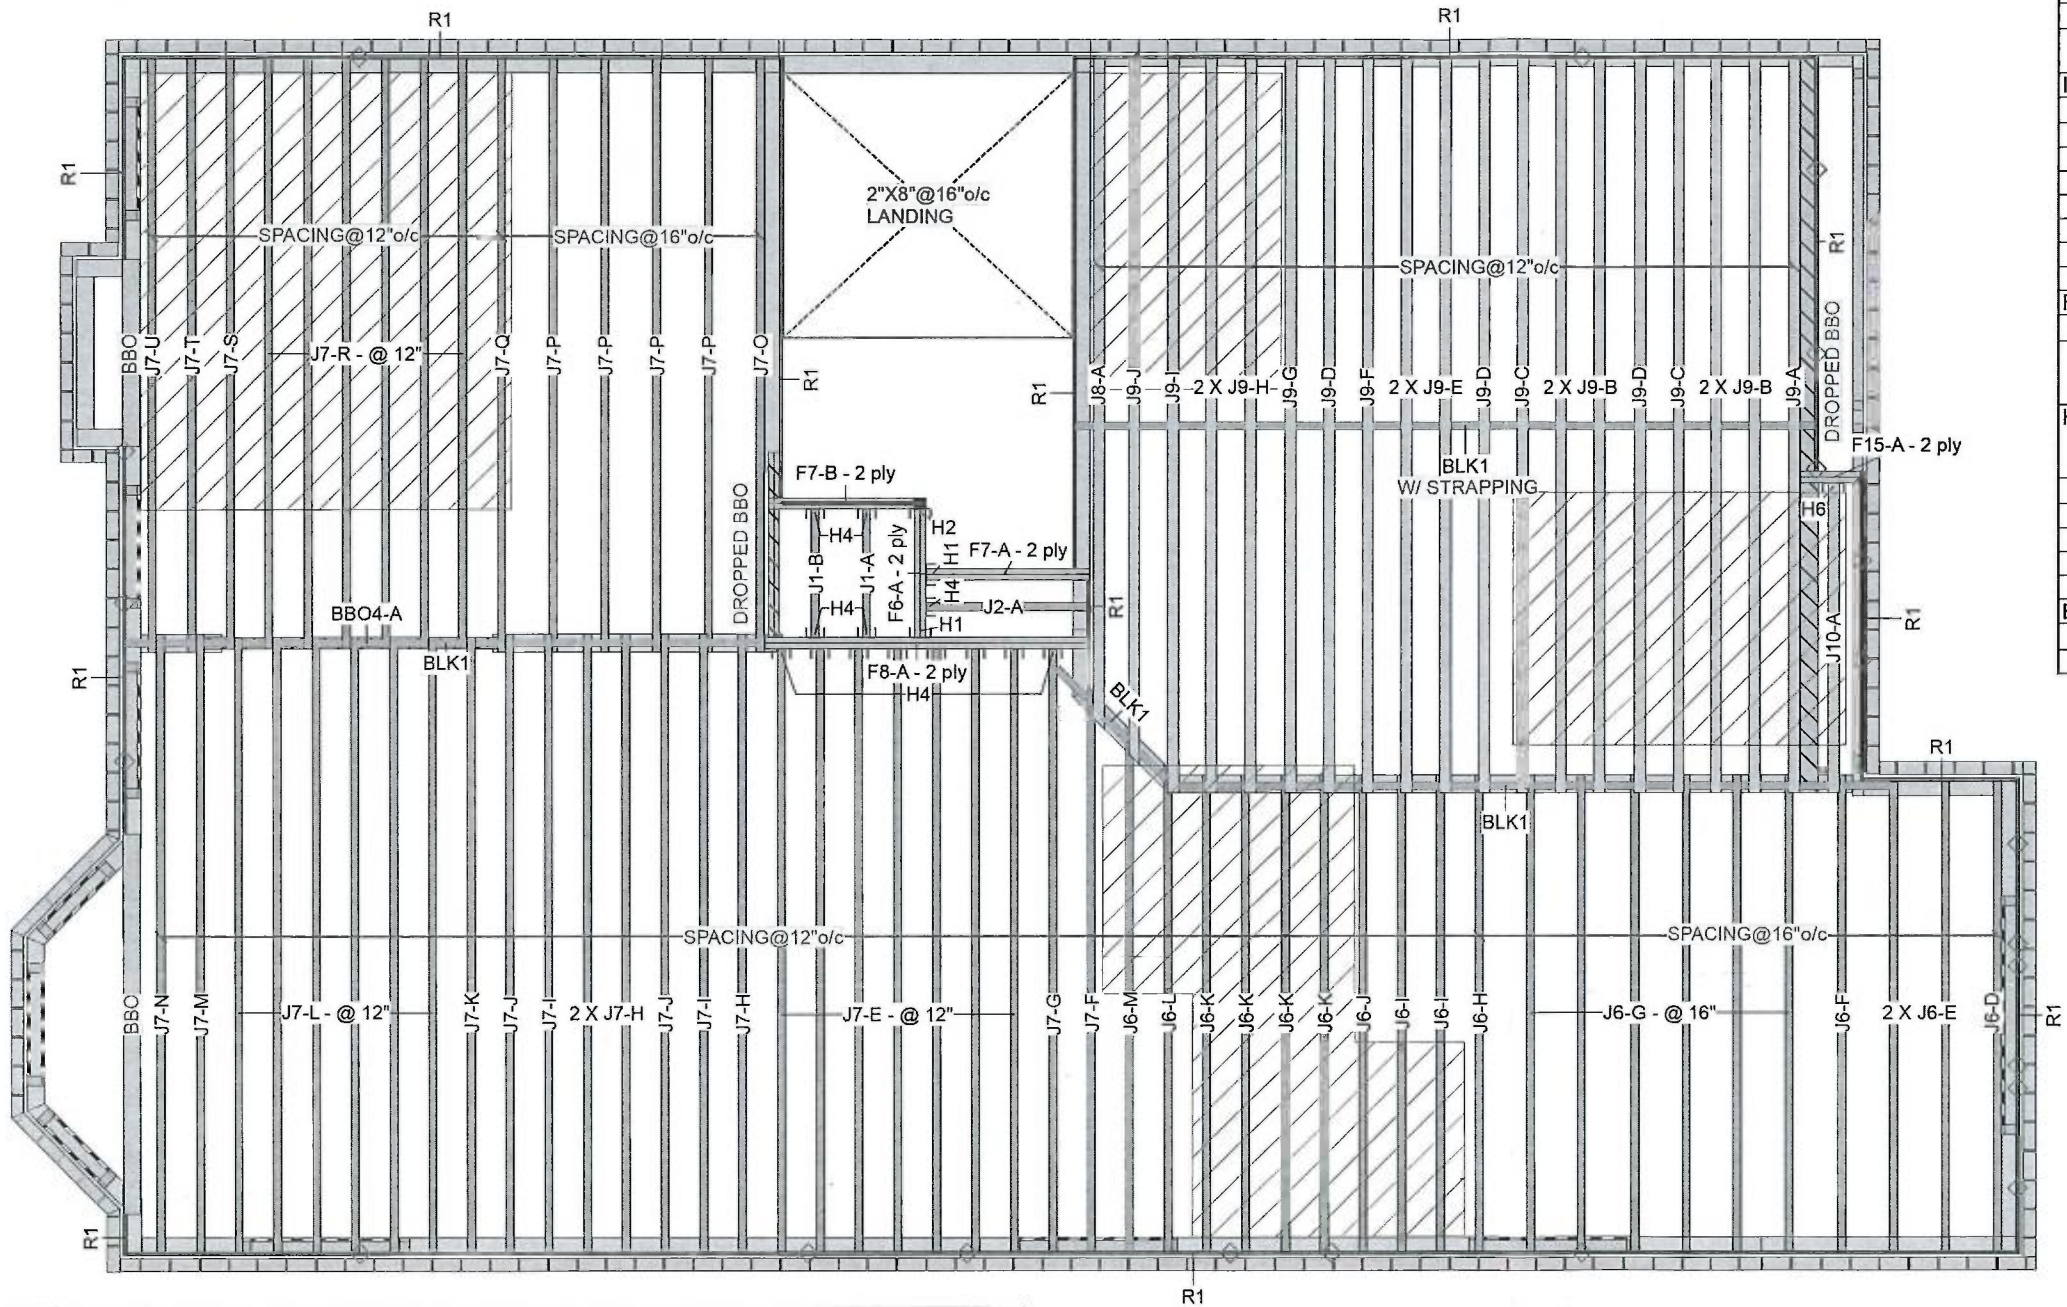 R1
R1
R1
2"X8"@16"o/c
LANDING
SPACING@12"o/c
SPACING@16"o/c
SPACING@12"o/c
R1
DROPPED BBO
BBO
J7-U
J7-T
J7-S
J7-R - @ 12"
J7-Q
J7-P
J7-P
J7-P
J7-P
J7-O
R1
R1
J8-A
J9-J
J9-I
2 X J9-H
J9-G
J9-D
J9-F
2 X J9-E
J9-D
J9-C
2 X J9-B
J9-D
J9-C
2 X J9-B
J9-A
F15-A - 2 ply
BLK1
W/ STRAPPING
F7-B - 2 ply
DROPPED BBO
H6
H4
H2
J1-B
J1-A
F6-A - 2 ply
H1
F7-A - 2 ply
H4
H4
J2-A
R1
H1
R1
J10-A
BBO4-A
BLK1
R1
F8-A - 2 ply
H4
BLK1
R1
BLK1
SPACING@12"o/c
SPACING@16"o/c
BBO
J7-N
J7-M
J7-L - @ 12"
J7-K
J7-J
J7-I
2 X J7-H
J7-J
J7-I
J7-H
J7-E - @ 12"
J7-G
J7-F
J6-M
J6-L
J6-K
J6-K
J6-K
J6-K
J6-J
J6-I
J6-I
J6-H
J6-G - @ 16"
J6-F
2 X J6-E
J6-D
R1
R1
R1